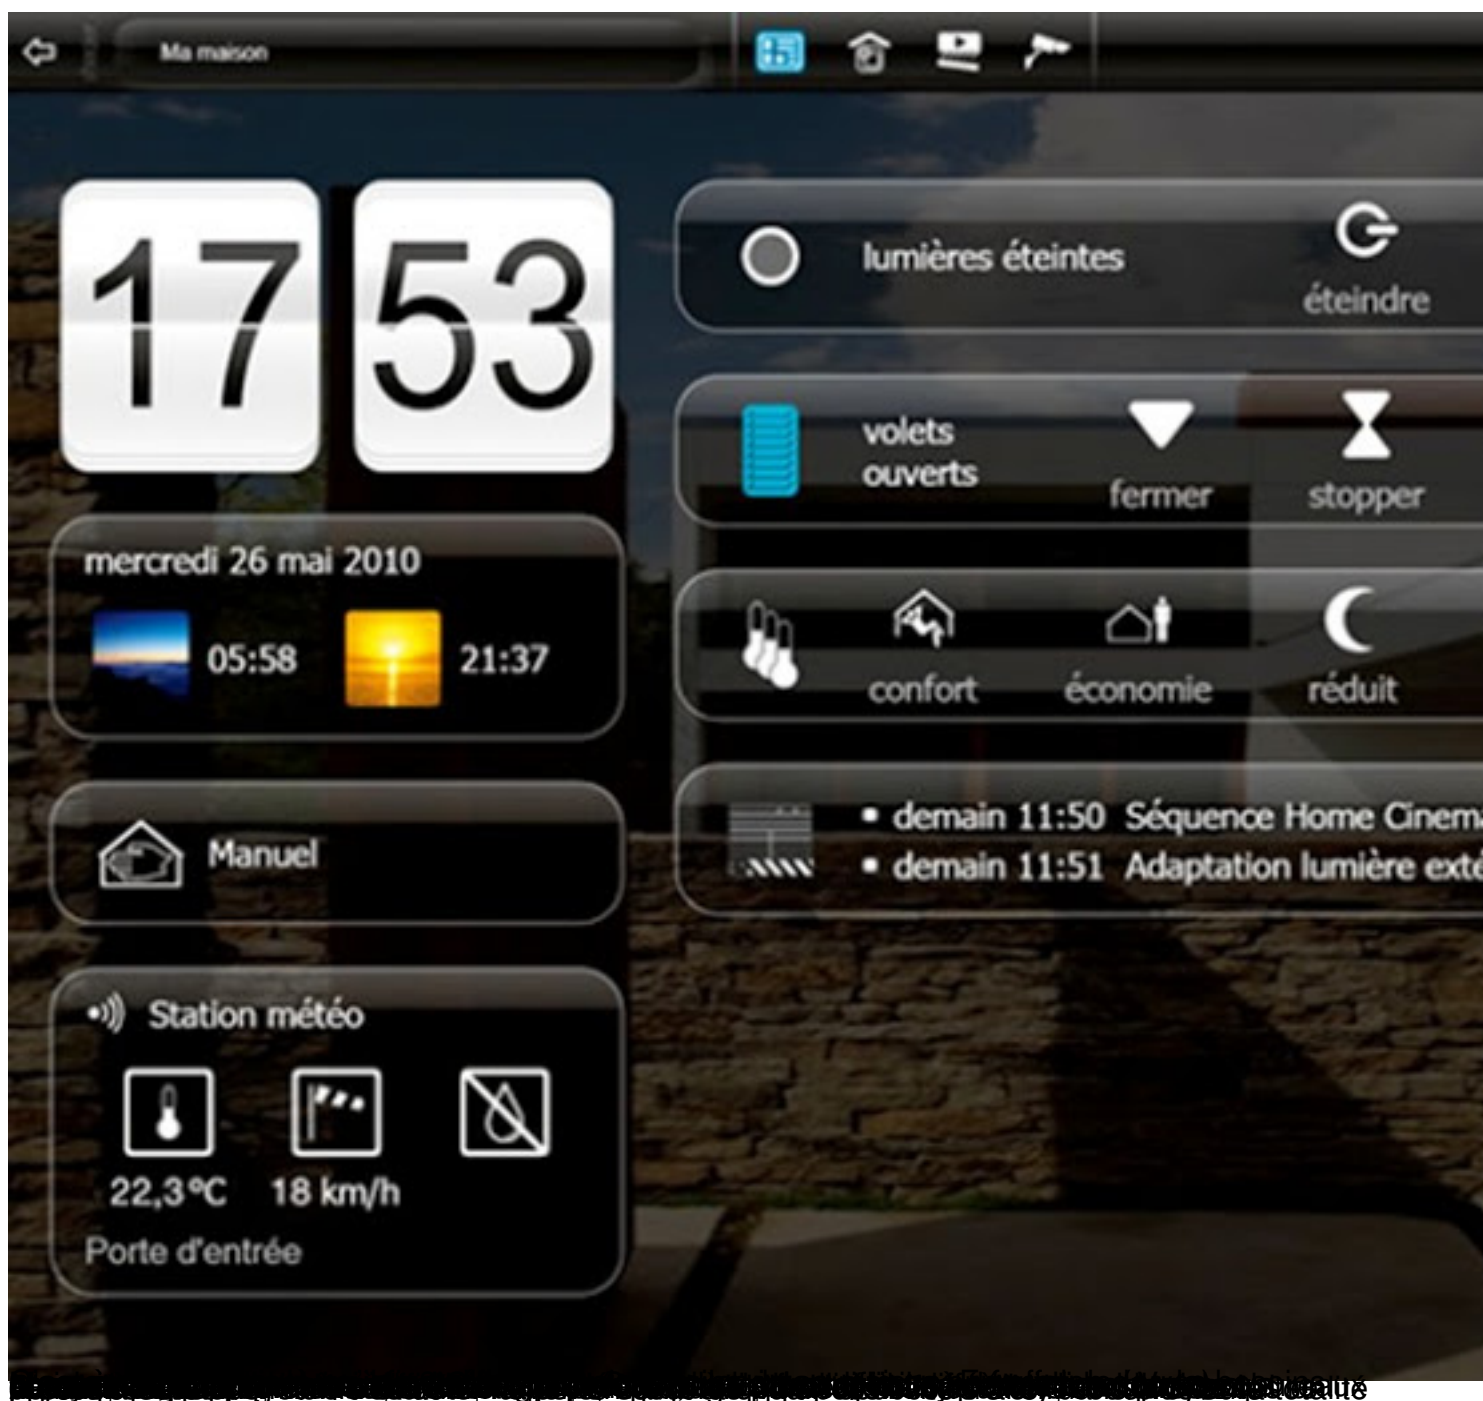 Ma maison
17 53
lumières éteintes
éteindre
volets
ouverts
fermer
stopper
mercredi 26 mai 2010
05:58
21:37
confort
économie
réduit
Manuel
demain 11:50 Séquence Home Cinema
demain 11:51 Adaptation lumière exté
Station météo
22,3°C
18 km/h
Porte d'entrée